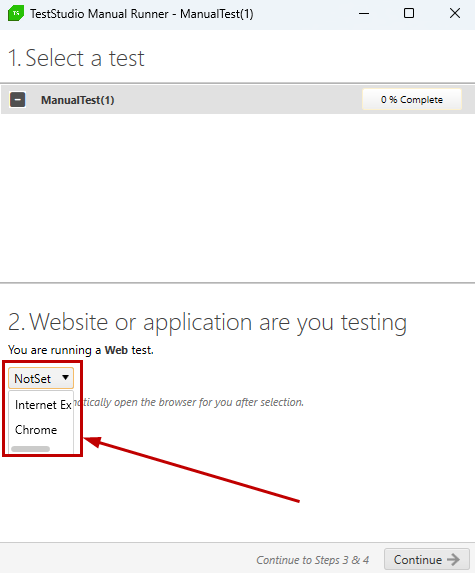 TS TestStudio Manual Runner - ManualTest(1)
1. Select a test
ManualTest(1)
0 % Complete
2. Website or application are you testing
You are running a Web test.
NotSet
Internet Ex
atically open the browser for you after selection.
Chrome
Continue to Steps 3 & 4
Continue